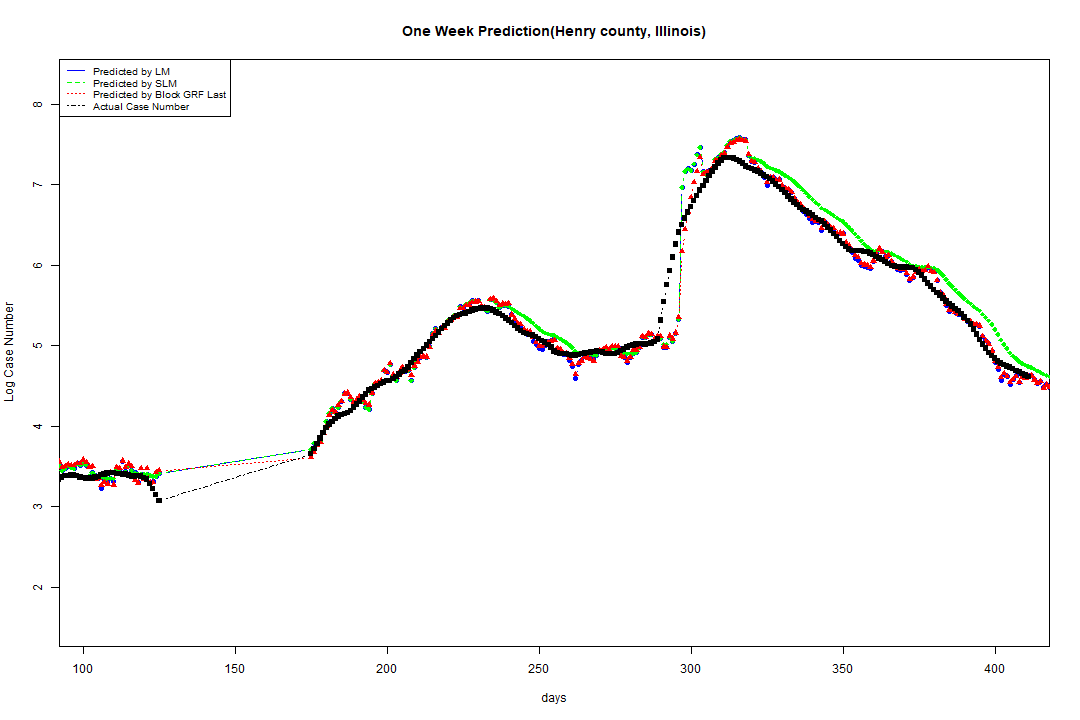 One Week Prediction(Henry county, Illinois)
Predicted by LM
Predicted by SLM
Predicted by Block GRF Last
Actual Case Number
8
7
6
5
4
3
2
Log Case Number
100 150 200 250 300 350 400
days